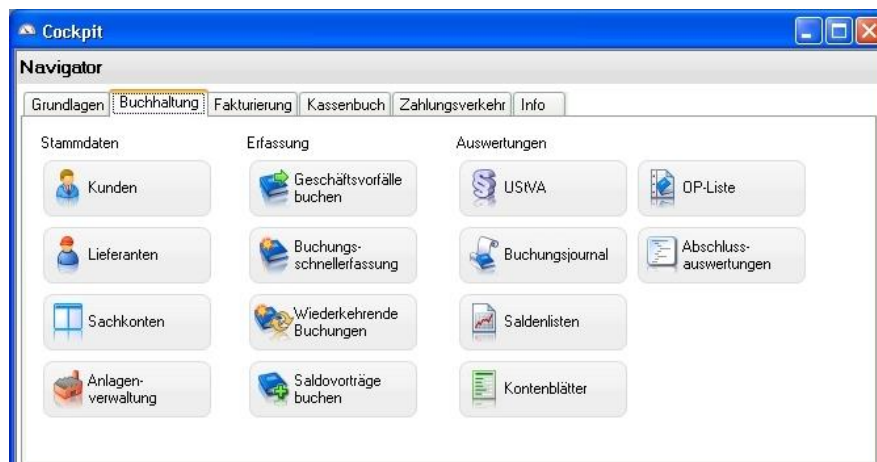 Cockpit
Navigator
Grundlagen Buchhaltung Fakturierung Kassenbuch Zahlungsverkehr Info
Stammdaten Erfassung Auswertungen
Kunden
Geschäftsvorfälle
buchen
UStVA
OP-Liste
Lieferanten
Buchungs-
schnellerfassung
Buchungsjournal
Abschluss-
auswertungen
Sachkonten
Wiederkehrende
Buchungen
Saldenlisten
Anlagen-
verwaltung
Saldovorträge
buchen
Kontenblätter